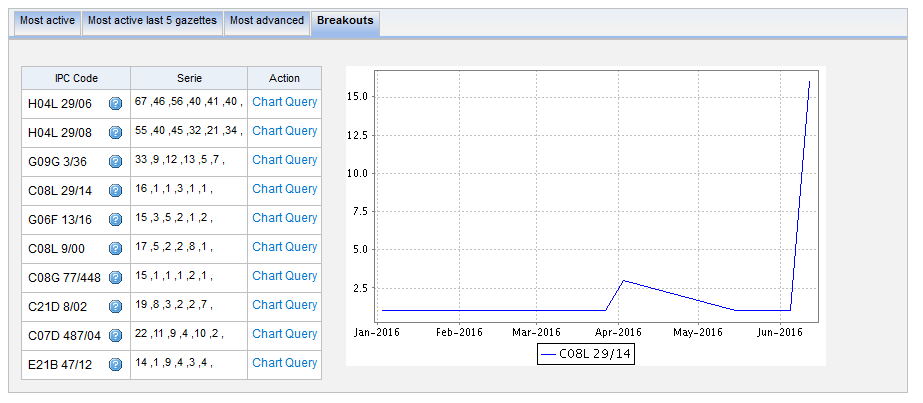 Most active Most active last 5 gazettes Most advanced Breakouts
IPC Code Serie Action
H04L 29/06 67 ,46 ,56 ,40 ,41 ,40 , Chart Query
H04L 29/08 55 ,40 ,45 ,32 ,21 ,34 , Chart Query
G09G 3/36 33 ,9 ,12 ,13 ,5 ,7 , Chart Query
C08L 29/14 16 ,1 ,1 ,3 ,1 ,1 , Chart Query
G06F 13/16 15 ,3 ,5 ,2 ,1 ,2 , Chart Query
C08L 9/00 17 ,5 ,2 ,2 ,8 ,1 , Chart Query
C08G 77/448 15 ,1 ,1 ,1 ,2 ,1 , Chart Query
C21D 8/02 19 ,8 ,3 ,2 ,2 ,7 , Chart Query
C07D 487/04 22 ,11 ,9 ,4 ,10 ,2 , Chart Query
E21B 47/12 14 ,1 ,9 ,4 ,3 ,4 , Chart Query
15.0
12.5
10.0
7.5
5.0
2.5
Jan-2016 Feb-2016 Mar-2016 Apr-2016 May-2016 Jun-2016
C08L 29/14